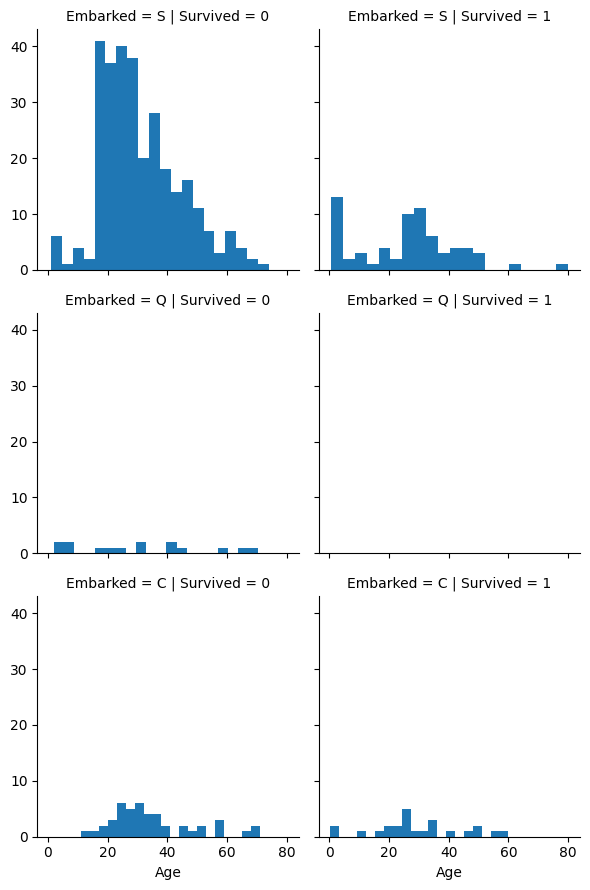 Embarked = S | Survived = 0
Embarked = S | Survived = 1
40
30
20
10
0
Embarked = Q | Survived = 0
Embarked = Q | Survived = 1
40
30
20
10
0
Embarked = C | Survived = 0
Embarked = C | Survived = 1
40
30
20
10
0
0 20 40 60 80
0 20 40 60 80
Age
Age